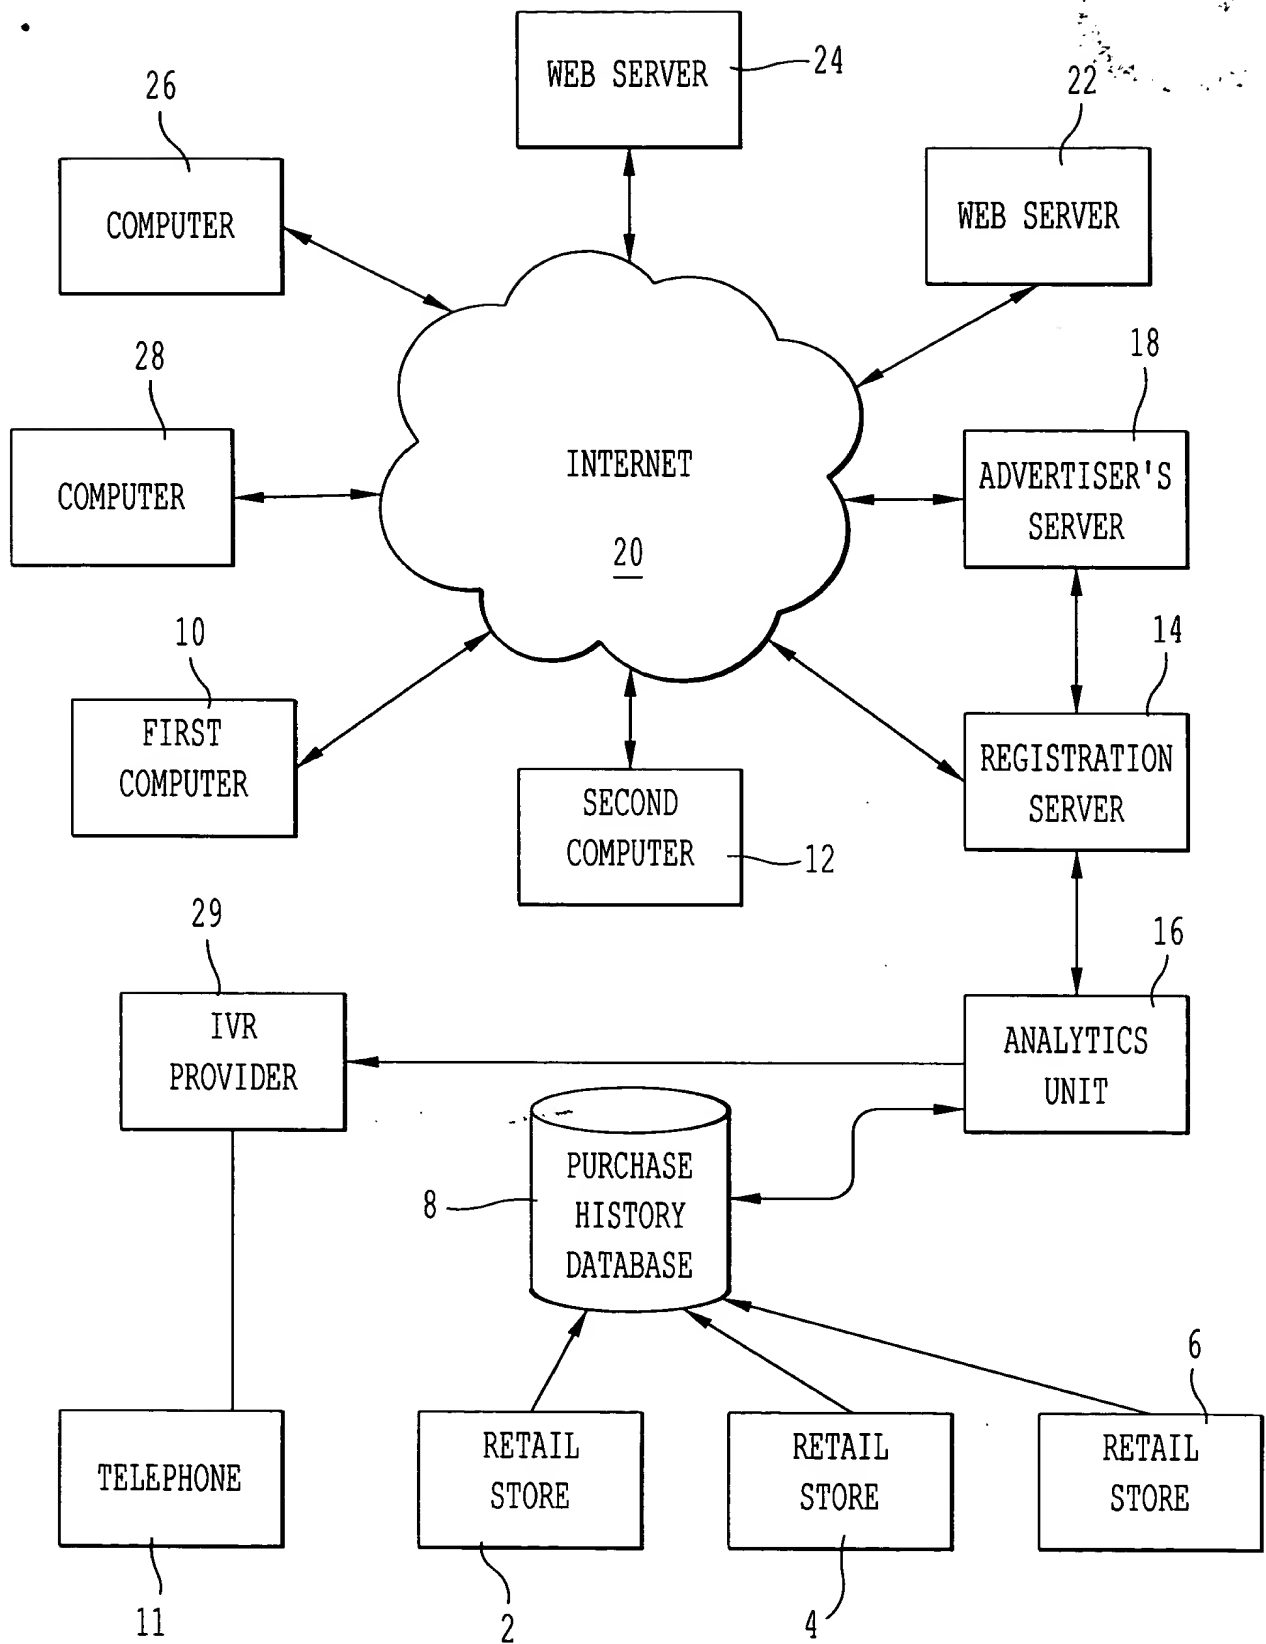 24
WEB SERVER
26
22
COMPUTER
WEB SERVER
18
28
INTERNET
ADVERTISER'S
SERVER
COMPUTER
20
10
14
FIRST
COMPUTER
REGISTRATION
SERVER
SECOND
COMPUTER
12
29
16
IVR
PROVIDER
ANALYTICS
UNIT
8
PURCHASE
HISTORY
DATABASE
6
TELEPHONE
RETAIL
STORE
RETAIL
STORE
RETAIL
STORE
11
2
4